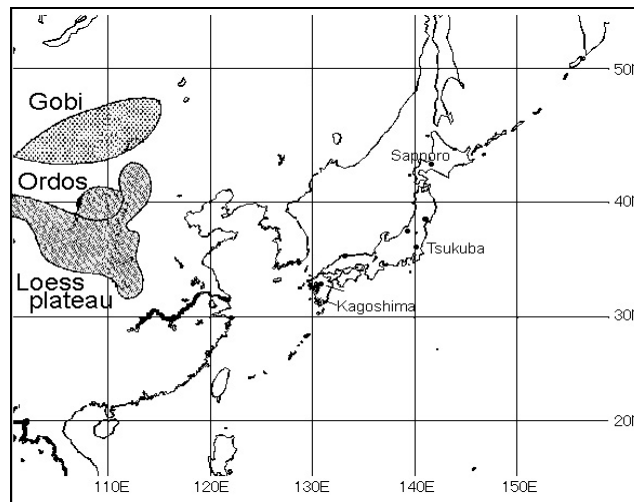 50N
Gobi
Sapporo
Ordos
40N
Tsukuba
Loess
plateau
Kagoshima
30N
20N
110E 120E 130E 140E 150E